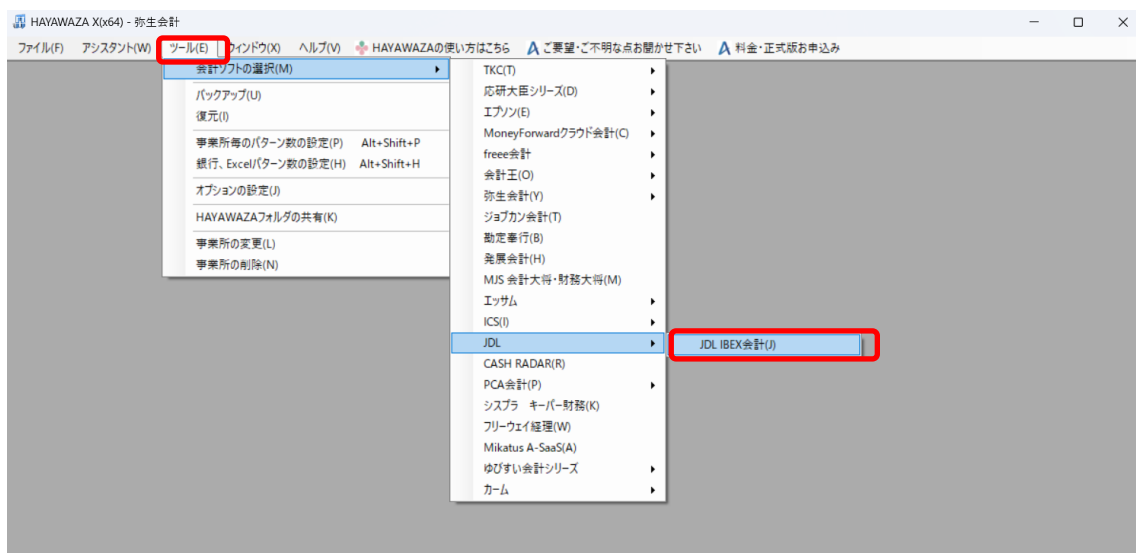 HAYAWAZA X(x64) - 弥生会計
ファイル(F) アシスタント(W) ツール(E) ウィンドウ(X) ヘルプ(V) HAYAWAZAの使い方はこちら ご要望・ご不明な点お聞かせ下さい 料金・正式版お申込み
会計ソフトの選択(M)
バックアップ(U)
復元(I)
事業所毎のパターン数の設定(P) Alt+Shift+P
銀行、Excelパターン数の設定(H) Alt+Shift+H
オプションの設定(J)
HAYAWAZAフォルダの共有(K)
事業所の変更(L)
事業所の削除(N)
TKC(T)
応研大臣シリーズ(D)
エプソン(E)
MoneyForwardクラウド会計(C)
freee会計
会計王(O)
弥生会計(Y)
ジョブカン会計(T)
勘定奉行(B)
発展会計(H)
MJS 会計大将・財務大将(M)
エッサム
ICS(I)
JDL
CASH RADAR(R)
PCA会計(P)
シスプラ キーパー財務(K)
フリーウェイ経理(W)
Mikatus A-SaaS(A)
ゆびすい会計シリーズ
カーム
JDL IBEX会計(J)